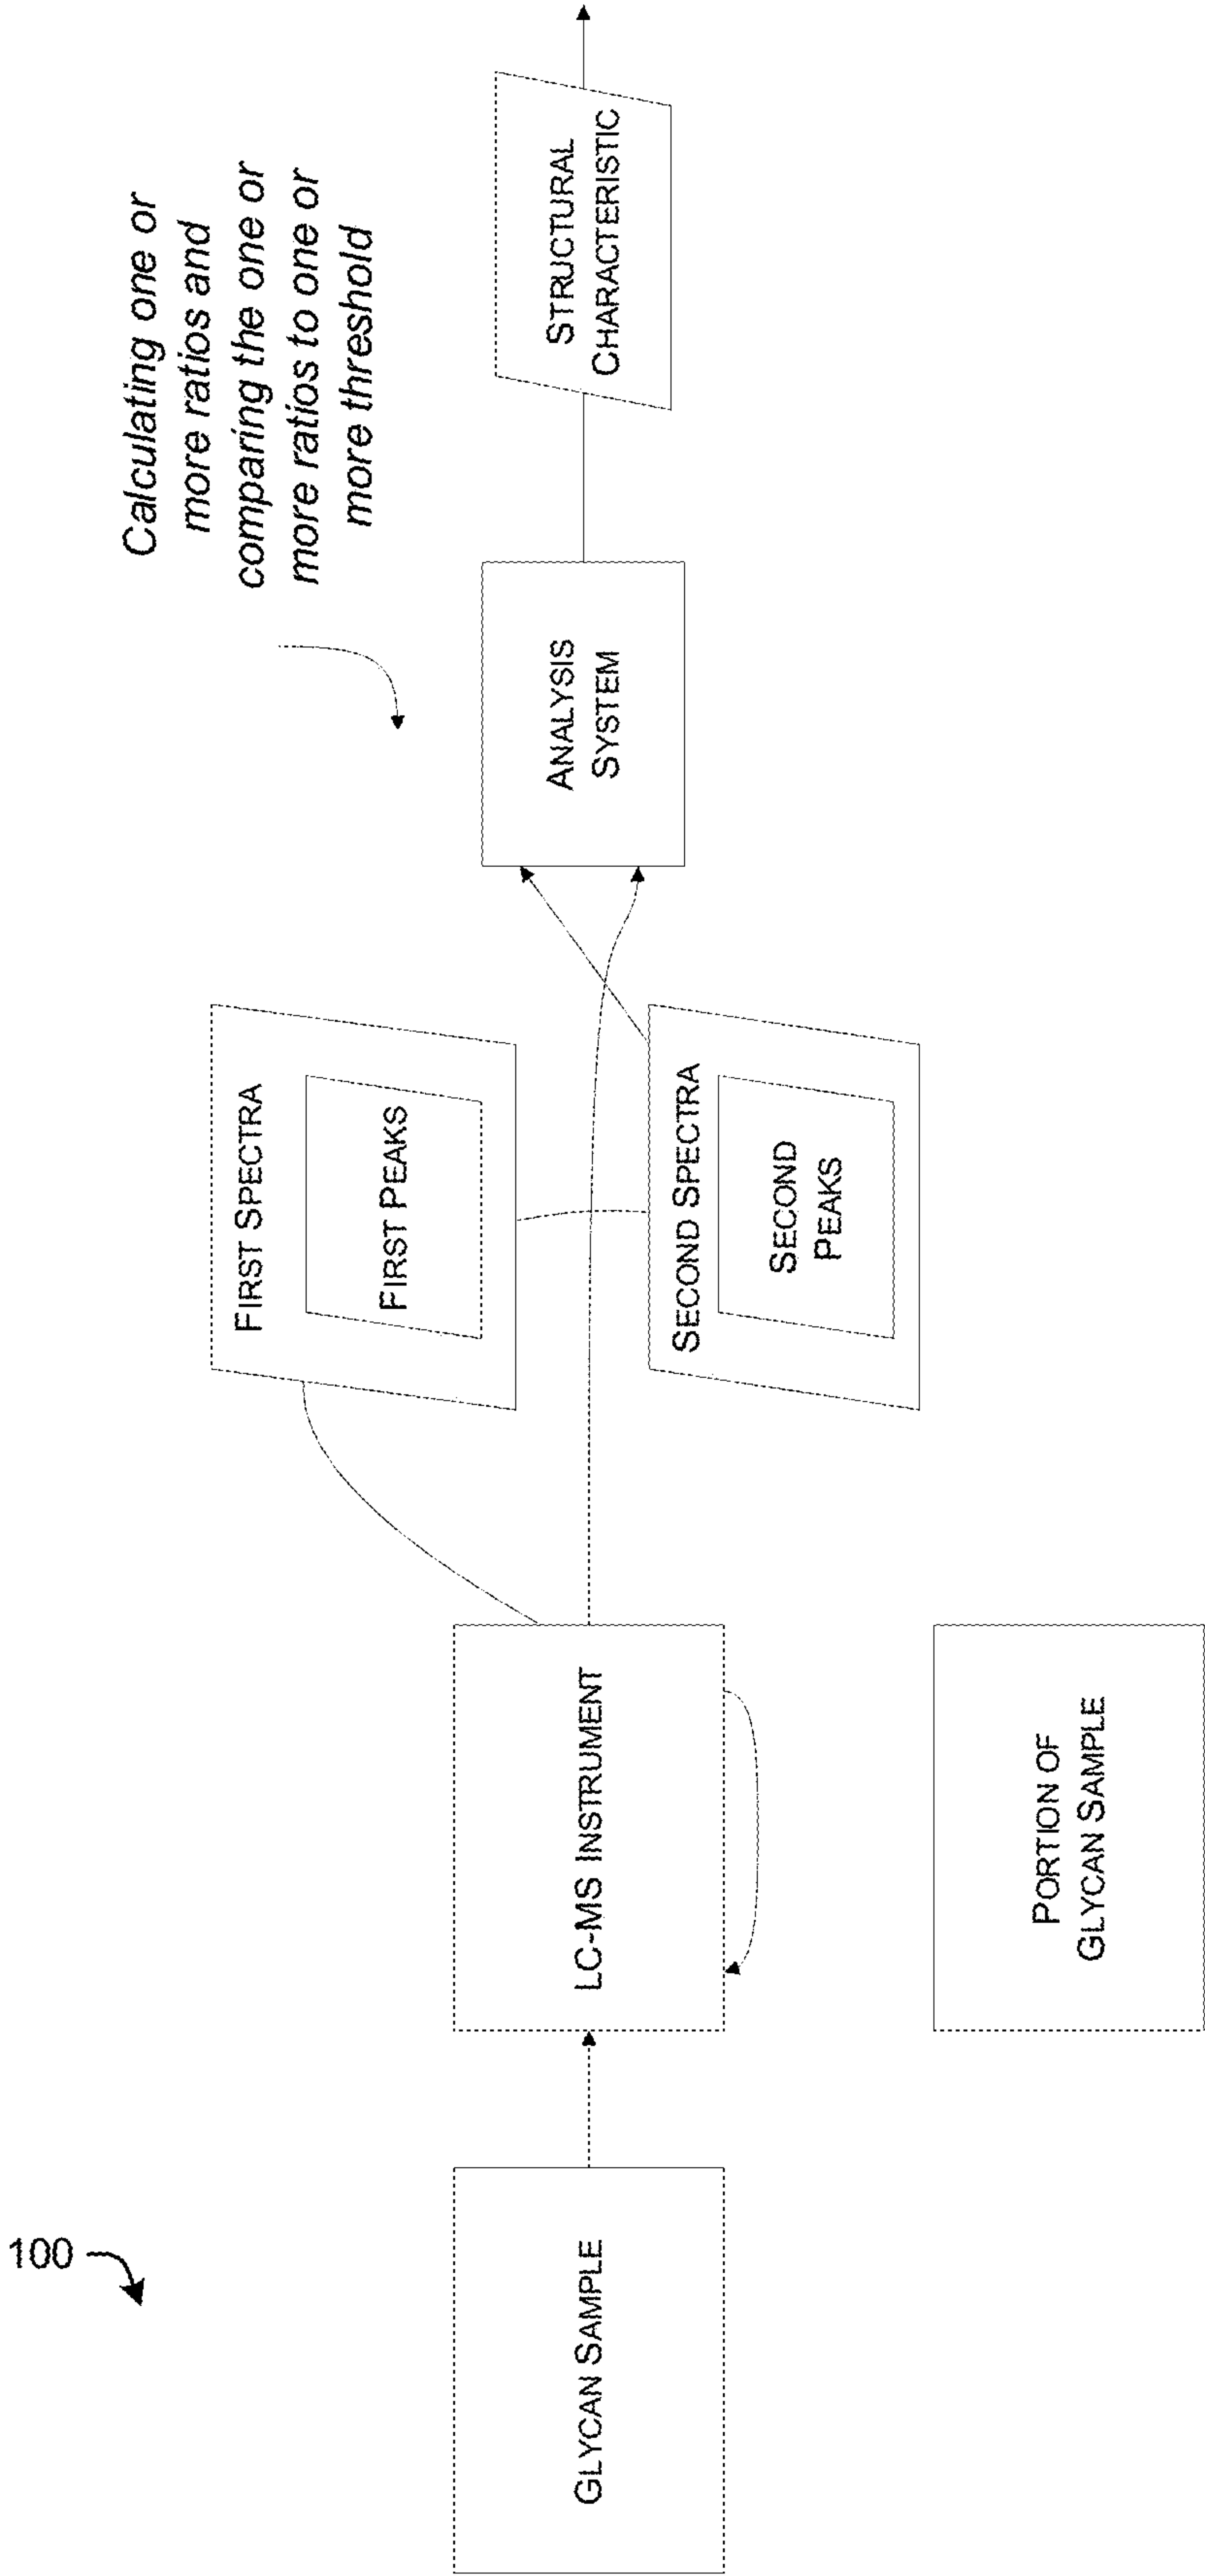 100
GLYCAN SAMPLE
LC-MS INSTRUMENT
PORTION OF
GLYCAN SAMPLE
FIRST SPECTRA
FIRST PEAKS
SECOND SPECTRA
SECOND
PEAKS
ANALYSIS
SYSTEM
Calculating one or
more ratios and
comparing the one or
more ratios to one or
more threshold
STRUCTURAL
CHARACTERISTIC